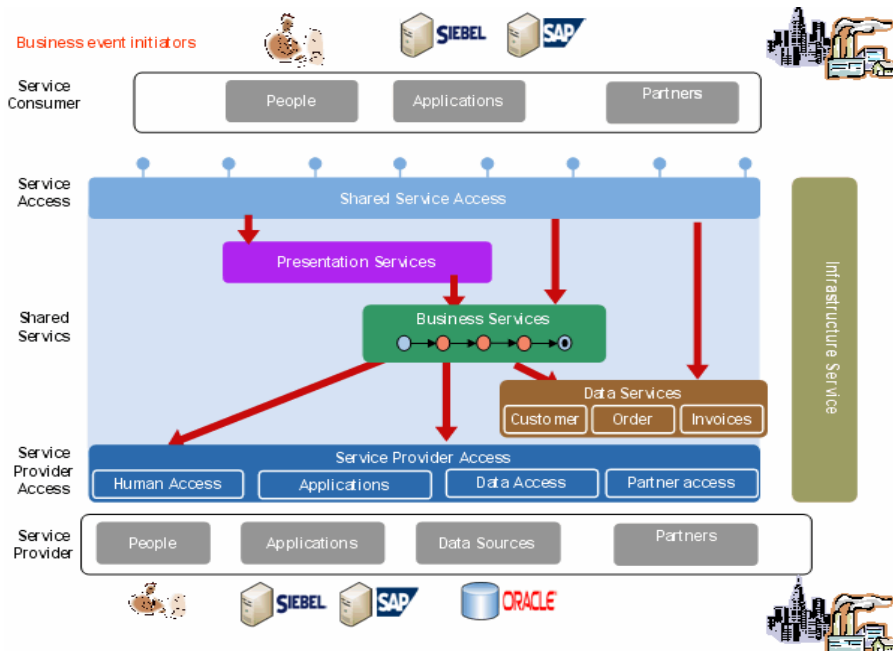 Business event initiators
SIEBEL
SAP
Service
Consumer
People
Applications
Partners
Service
Access
Shared Service Access
Presentation Services
Shared
Servics
Business Services
Data Services
Customer
Order
Invoices
Infrastructure Service
Service
Provider
Access
Service Provider Access
Human Access
Applications
Data Access
Partner access
Service
Provider
People
Applications
Data Sources
Partners
SIEBEL
SAP
ORACLE